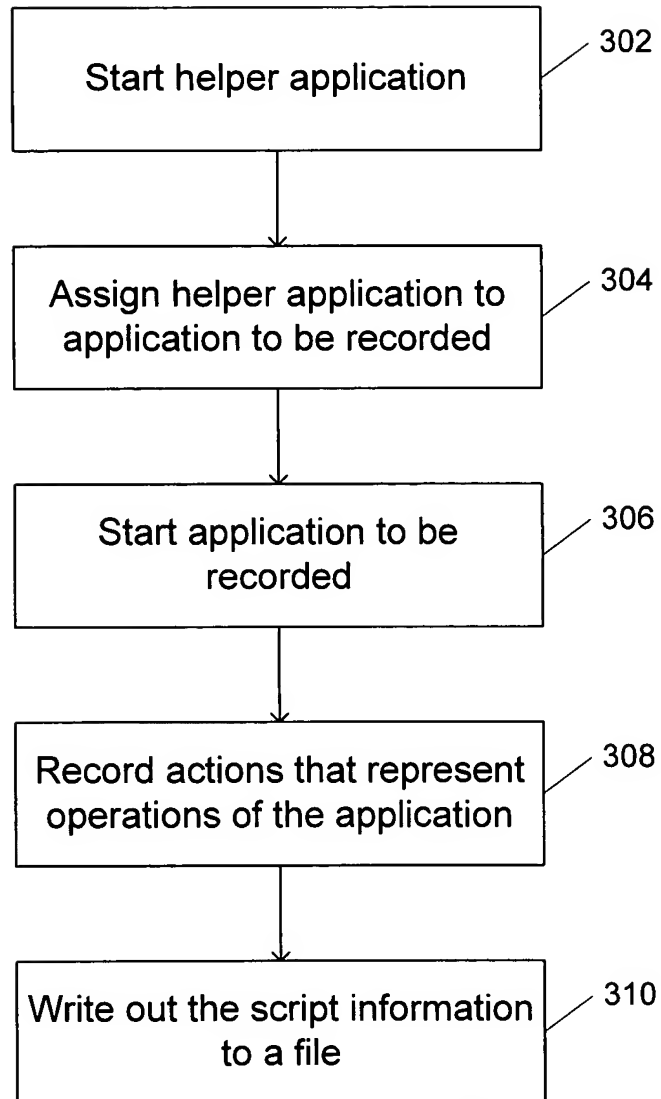 302
Start helper application
304
Assign helper application to
application to be recorded
306
Start application to be
recorded
308
Record actions that represent
operations of the application
310
Write out the script information
to a file